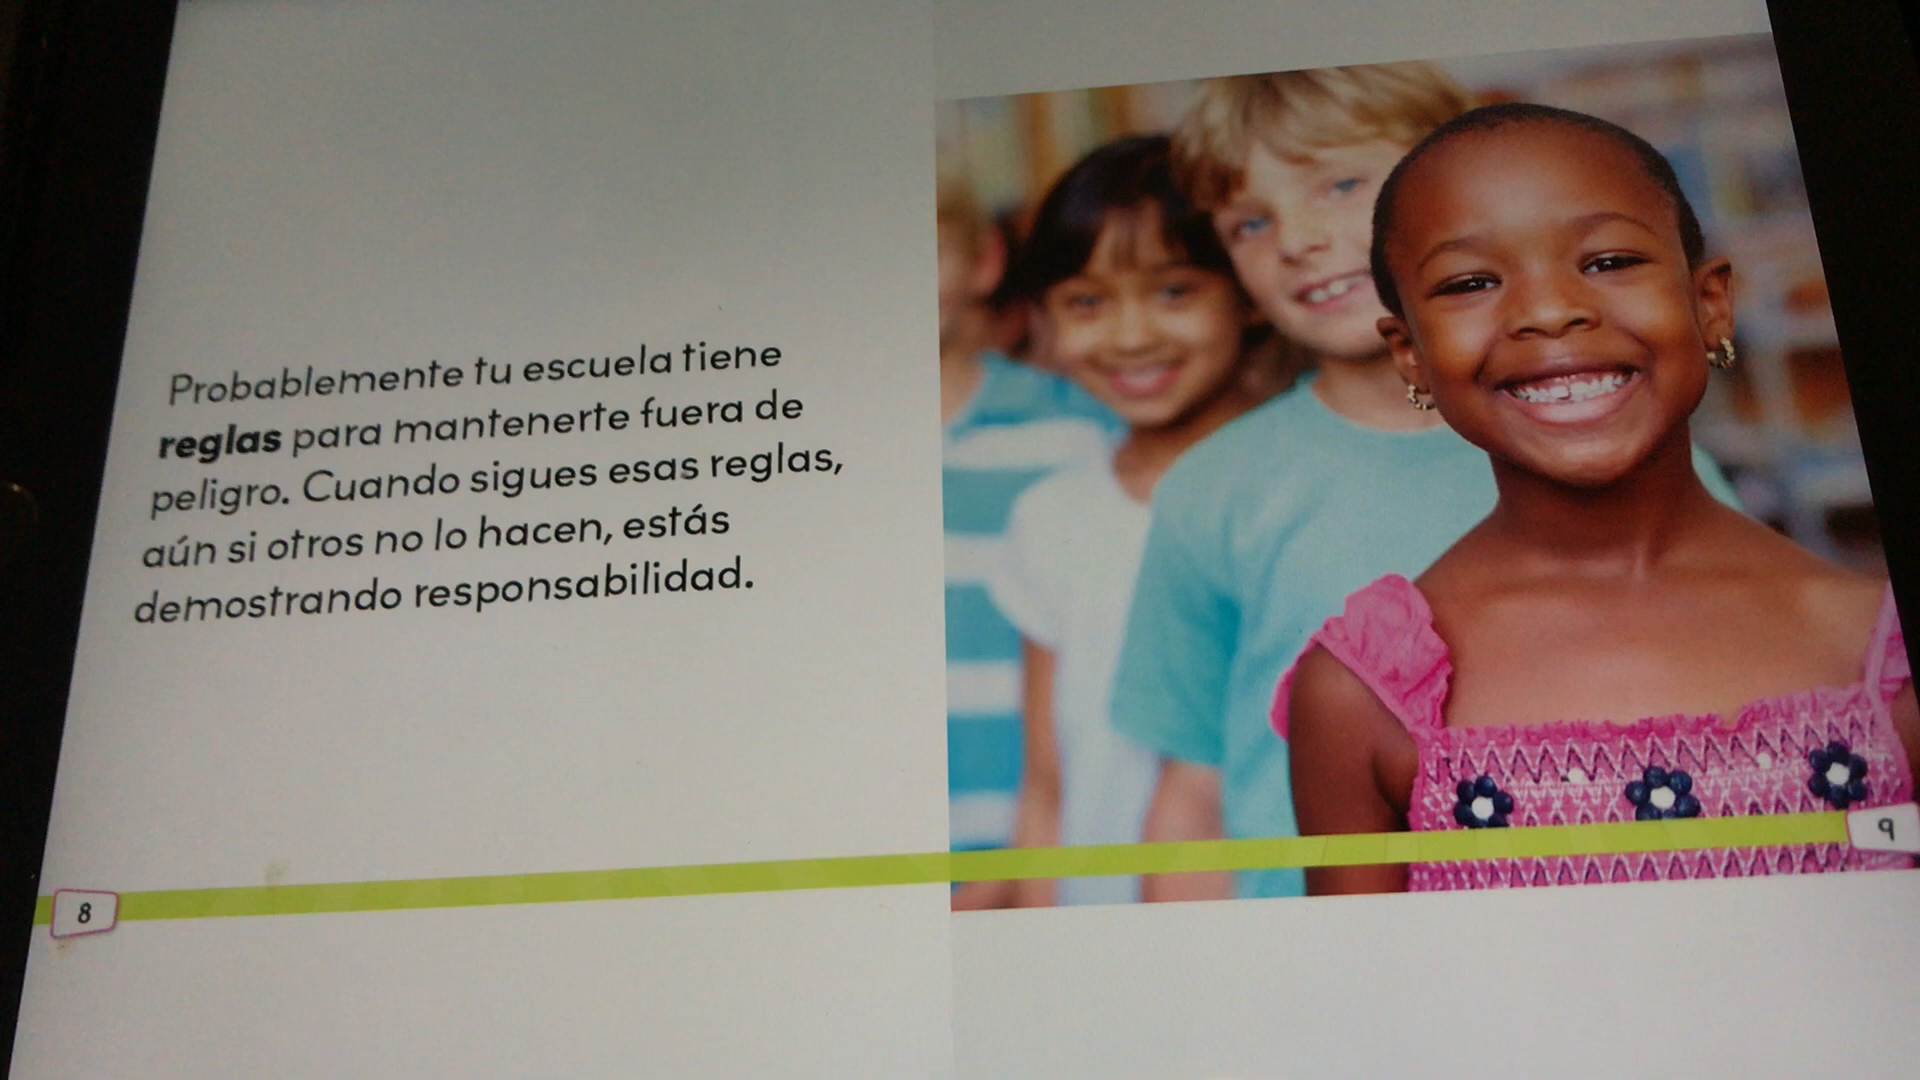 Probablemente tu escuela tiene
reglas para mantenerte fuera de
peligro. Cuando sigues esas reglas,
aún si otros no lo hacen, estás
demostrando responsabilidad.
8
9